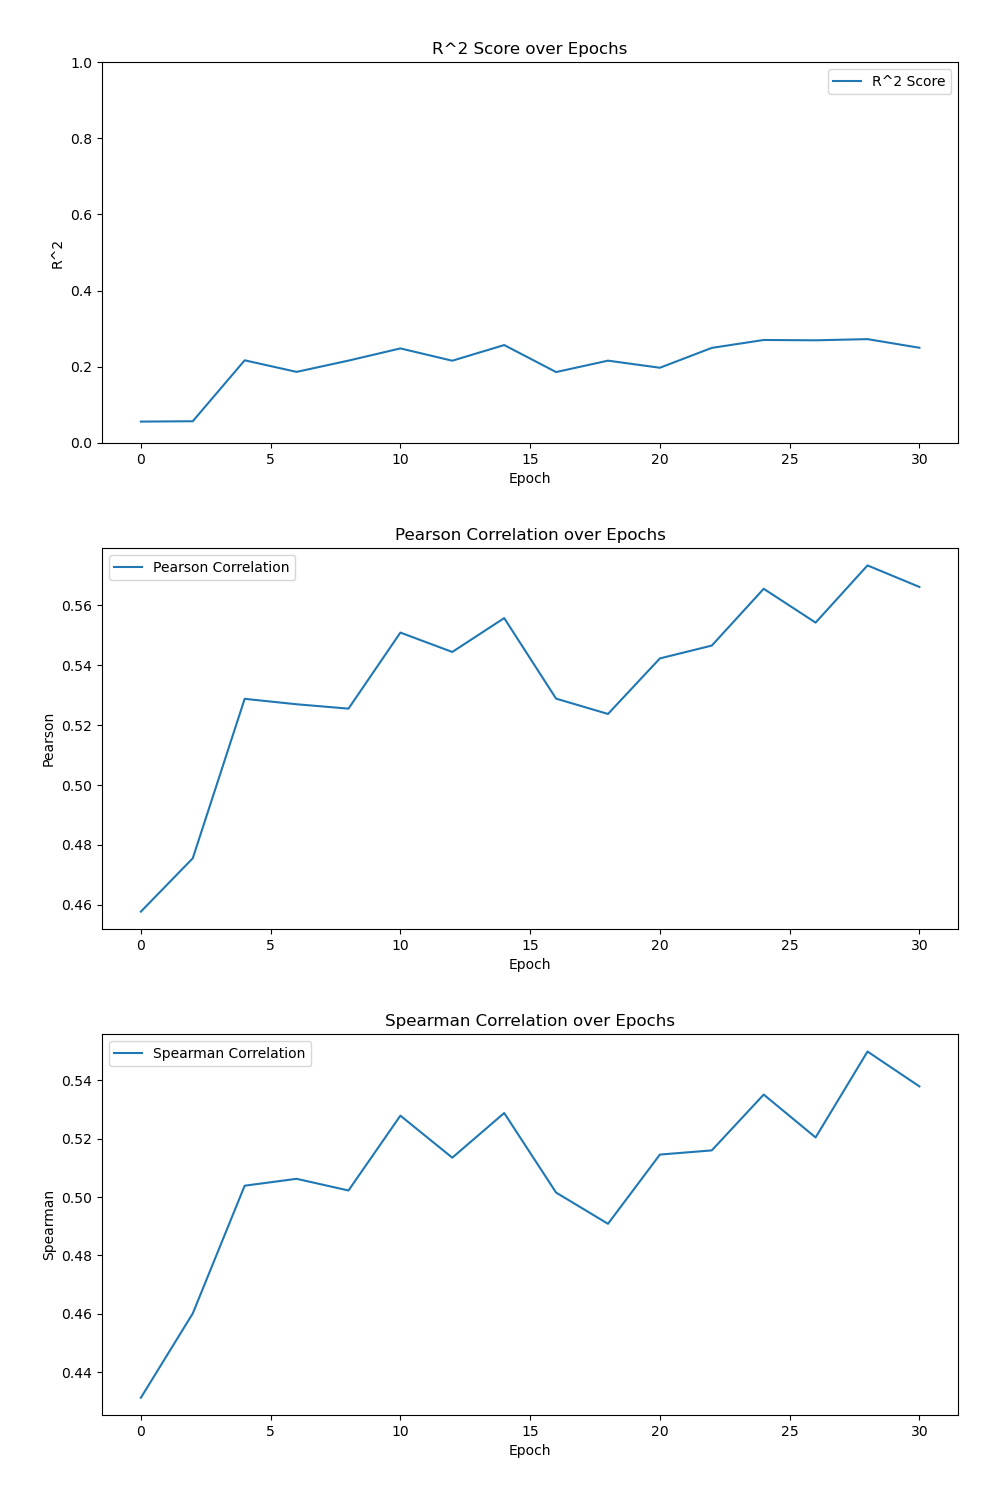 R^2 Score over Epochs
1.0
R^2 Score
0.8
0.6
R^2
0.4
0.2
0.0
0 5 10 15 20 25 30
Epoch
Pearson Correlation over Epochs
Pearson Correlation
0.56
0.54
0.52
Pearson
0.50
0.48
0.46
0 5 10 15 20 25 30
Epoch
Spearman Correlation over Epochs
Spearman Correlation
0.54
0.52
0.50
Spearman
0.48
0.46
0.44
0 5 10 15 20 25 30
Epoch